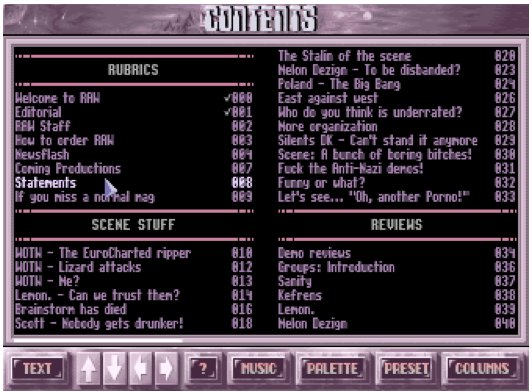 CONTENTS
RUBRICS
Welcome to RAW √000
Editorial √001
RAW Staff 002
How to order RAW 003
Newsflash 004
Coming Productions 007
Statements 008
If you miss a normal mag 009
SCENE STUFF
WOTW - The EuroCharted ripper 010
WOTW - Lizard attacks 012
WOTW - Me? 013
Lemon. - Can we trust them? 014
Brainstorm has died 016
Scott - Nobody gets drunker! 018
The Stalin of the scene 020
Nelon Dezign - To be disbanded? 023
Poland - The Big Bang 024
East against west 026
Who do you think is underrated? 027
More organization 028
Silents DK - Can't stand it anymore 029
Scene: A bunch of boring bitches! 030
Fuck the Anti-Nazi demos! 031
Funny or what? 032
Let's see... "Oh, another Porno!" 033
REVIEWS
Demo reviews 034
Groups: Introduction 036
Sanity 037
Kefrens 038
Lemon. 039
Nelon Dezign 040
TEXT ? MUSIC PALETTE PRESET COLUMNS